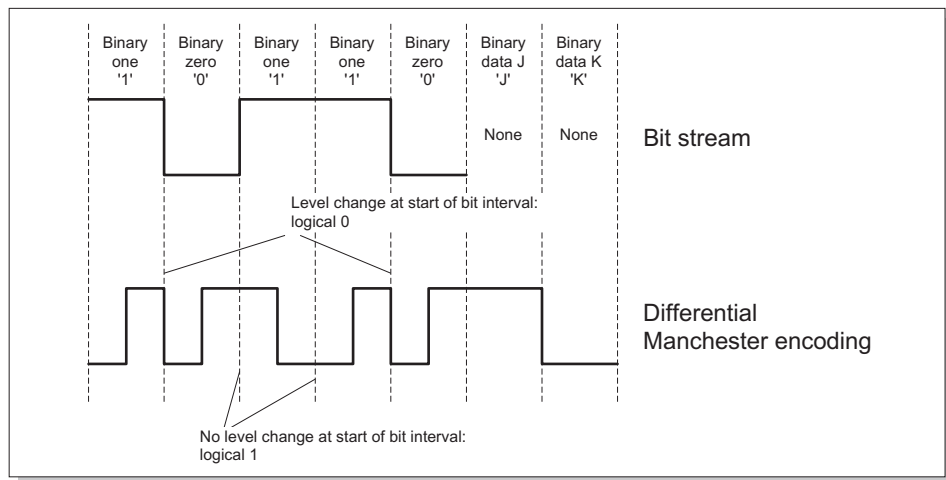 Binary one '1'
Binary zero '0'
Binary one '1'
Binary one '1'
Binary zero '0'
Binary data J 'J'
Binary data K 'K'
None
None
Bit stream
Level change at start of bit interval:
logical 0
Differential
Manchester encoding
No level change at start of bit interval:
logical 1